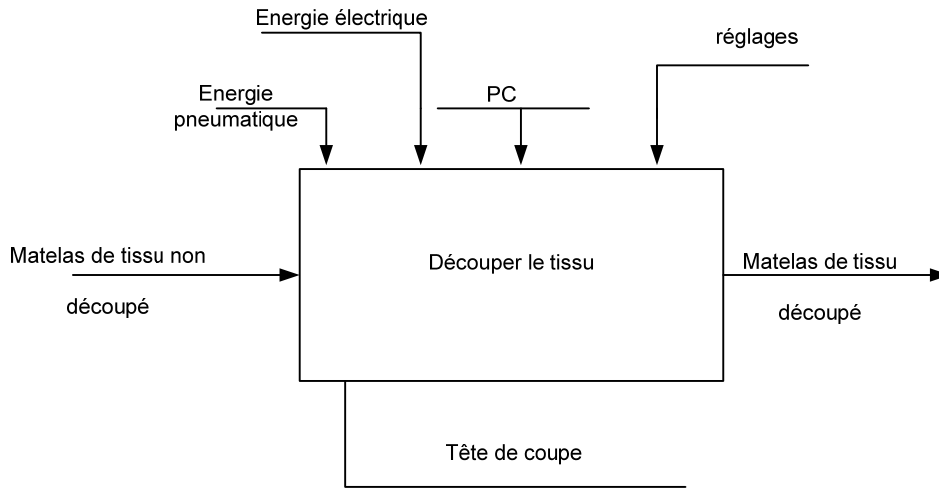 Energie électrique
réglages
Energie
pneumatique
PC
Matelas de tissu non
découpé
Découper le tissu
Matelas de tissu
découpé
Tête de coupe